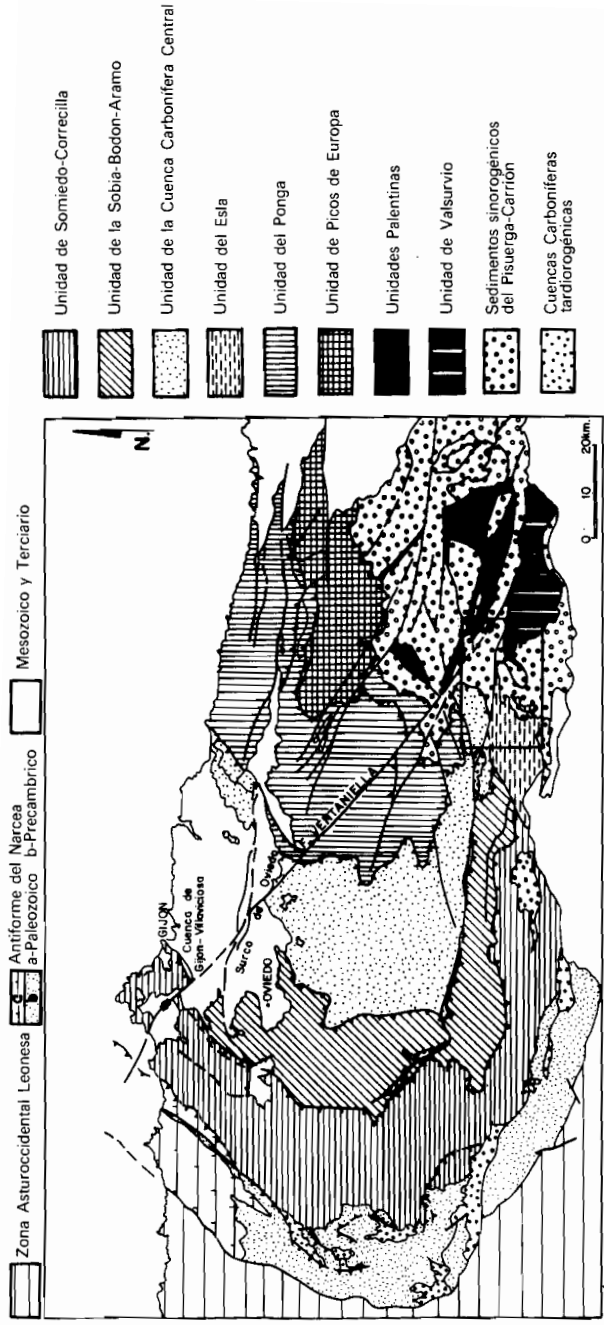 Zona Asturoccidental Leonesa
Antiforme del Narcea
a-Paleozoico b-Precambrico
Mesozoico y Terciario
N.
GIJON
Cuenca de
Gijón-Villaviciosa
Surco de Oviedo
OVIEDO
F. VENTANIELLA
0 10 20km.
Unidad de Somiedo-Correcilla
Unidad de la Sobia-Bodon-Aramo
Unidad de la Cuenca Carbonífera Central
Unidad del Esla
Unidad del Ponga
Unidad de Picos de Europa
Unidades Palentinas
Unidad de Valsurvio
Sedimentos sinorogénicos
del Pisuerga-Carrión
Cuencas Carboníferas
tardiorogénicas